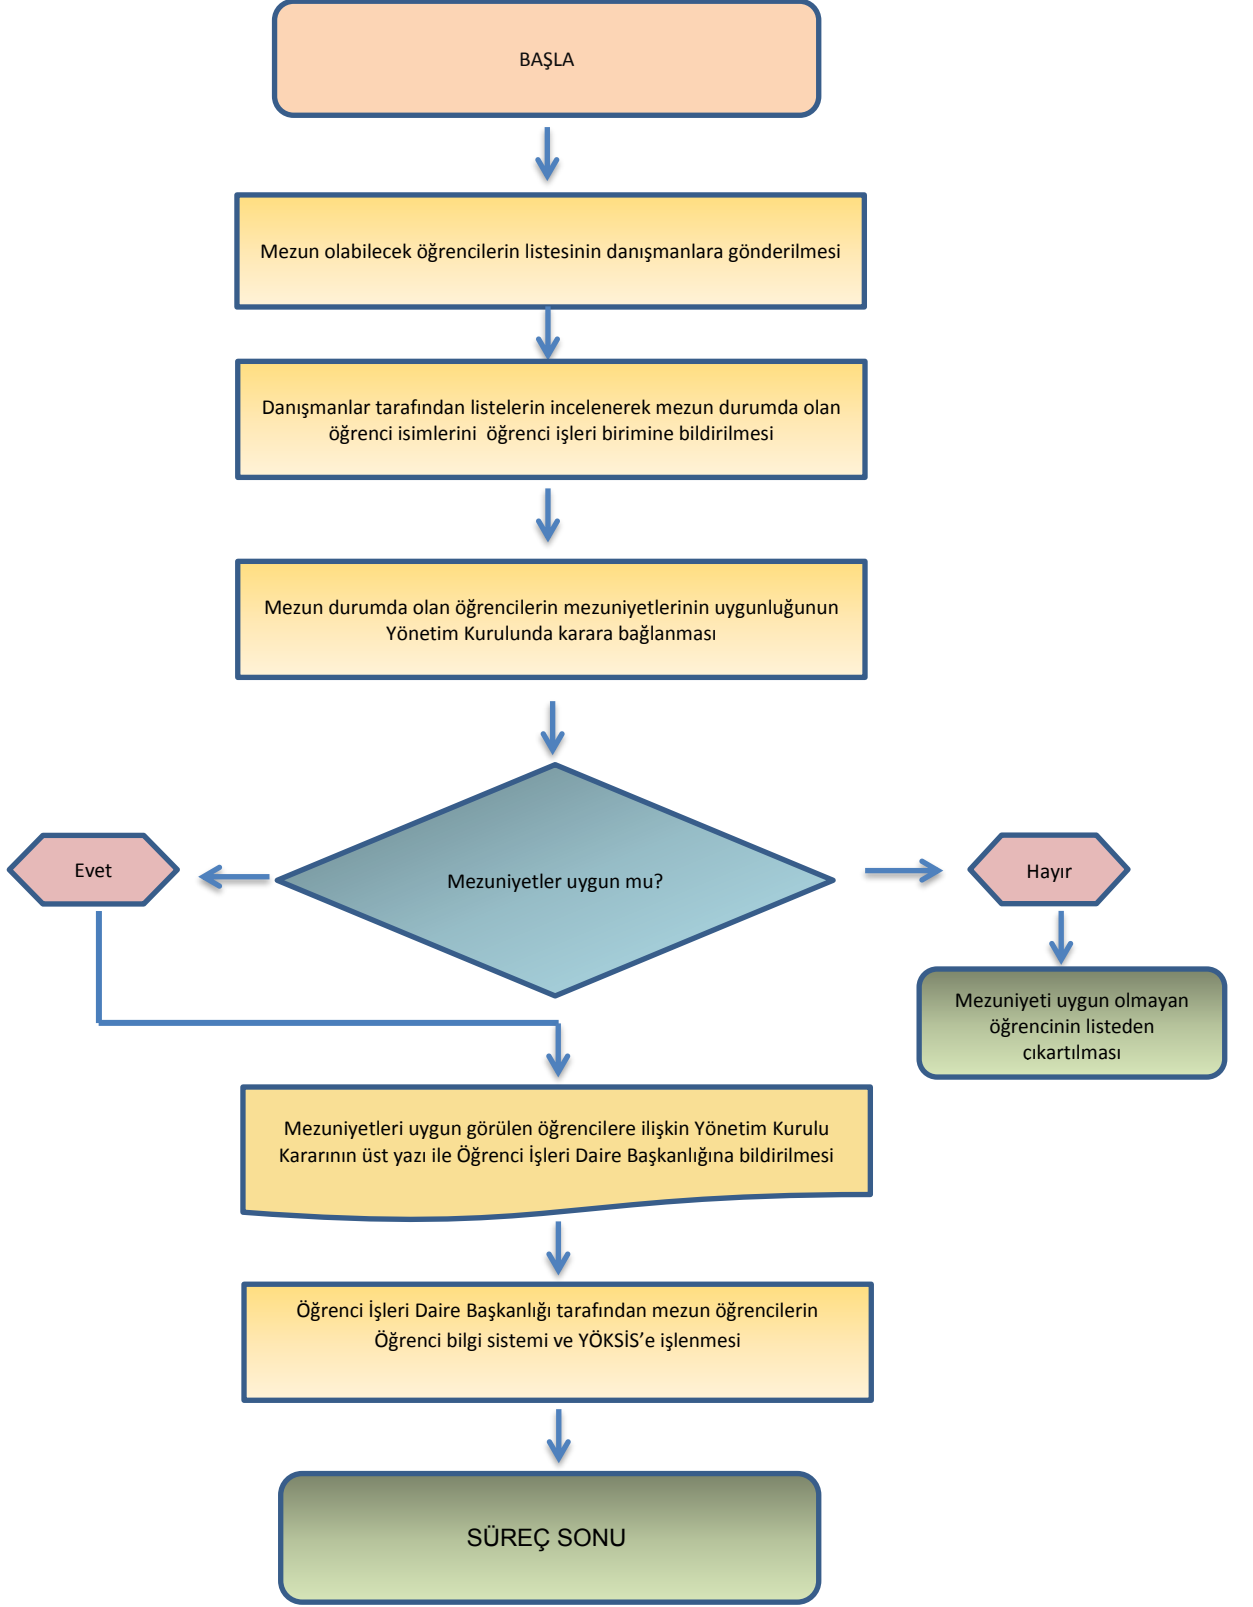 BAŞLA
Mezun olabilecek öğrencilerin listesinin danışmanlara gönderilmesi
Danışmanlar tarafından listelerin incelenerek mezun durumda olan
öğrenci isimlerini öğrenci işleri birimine bildirilmesi
Mezun durumda olan öğrencilerin mezuniyetlerinin uygunluğunun
Yönetim Kurulunda karara bağlanması
Evet
Mezuniyetler uygun mu?
Hayır
Mezuniyeti uygun olmayan
öğrencinin listeden
çıkartılması
Mezuniyetleri uygun görülen öğrencilere ilişkin Yönetim Kurulu
Kararının üst yazı ile Öğrenci İşleri Daire Başkanlığına bildirilmesi
Öğrenci İşleri Daire Başkanlığı tarafından mezun öğrencilerin
Öğrenci bilgi sistemi ve YÖKSİS’e işlenmesi
SÜREÇ SONU